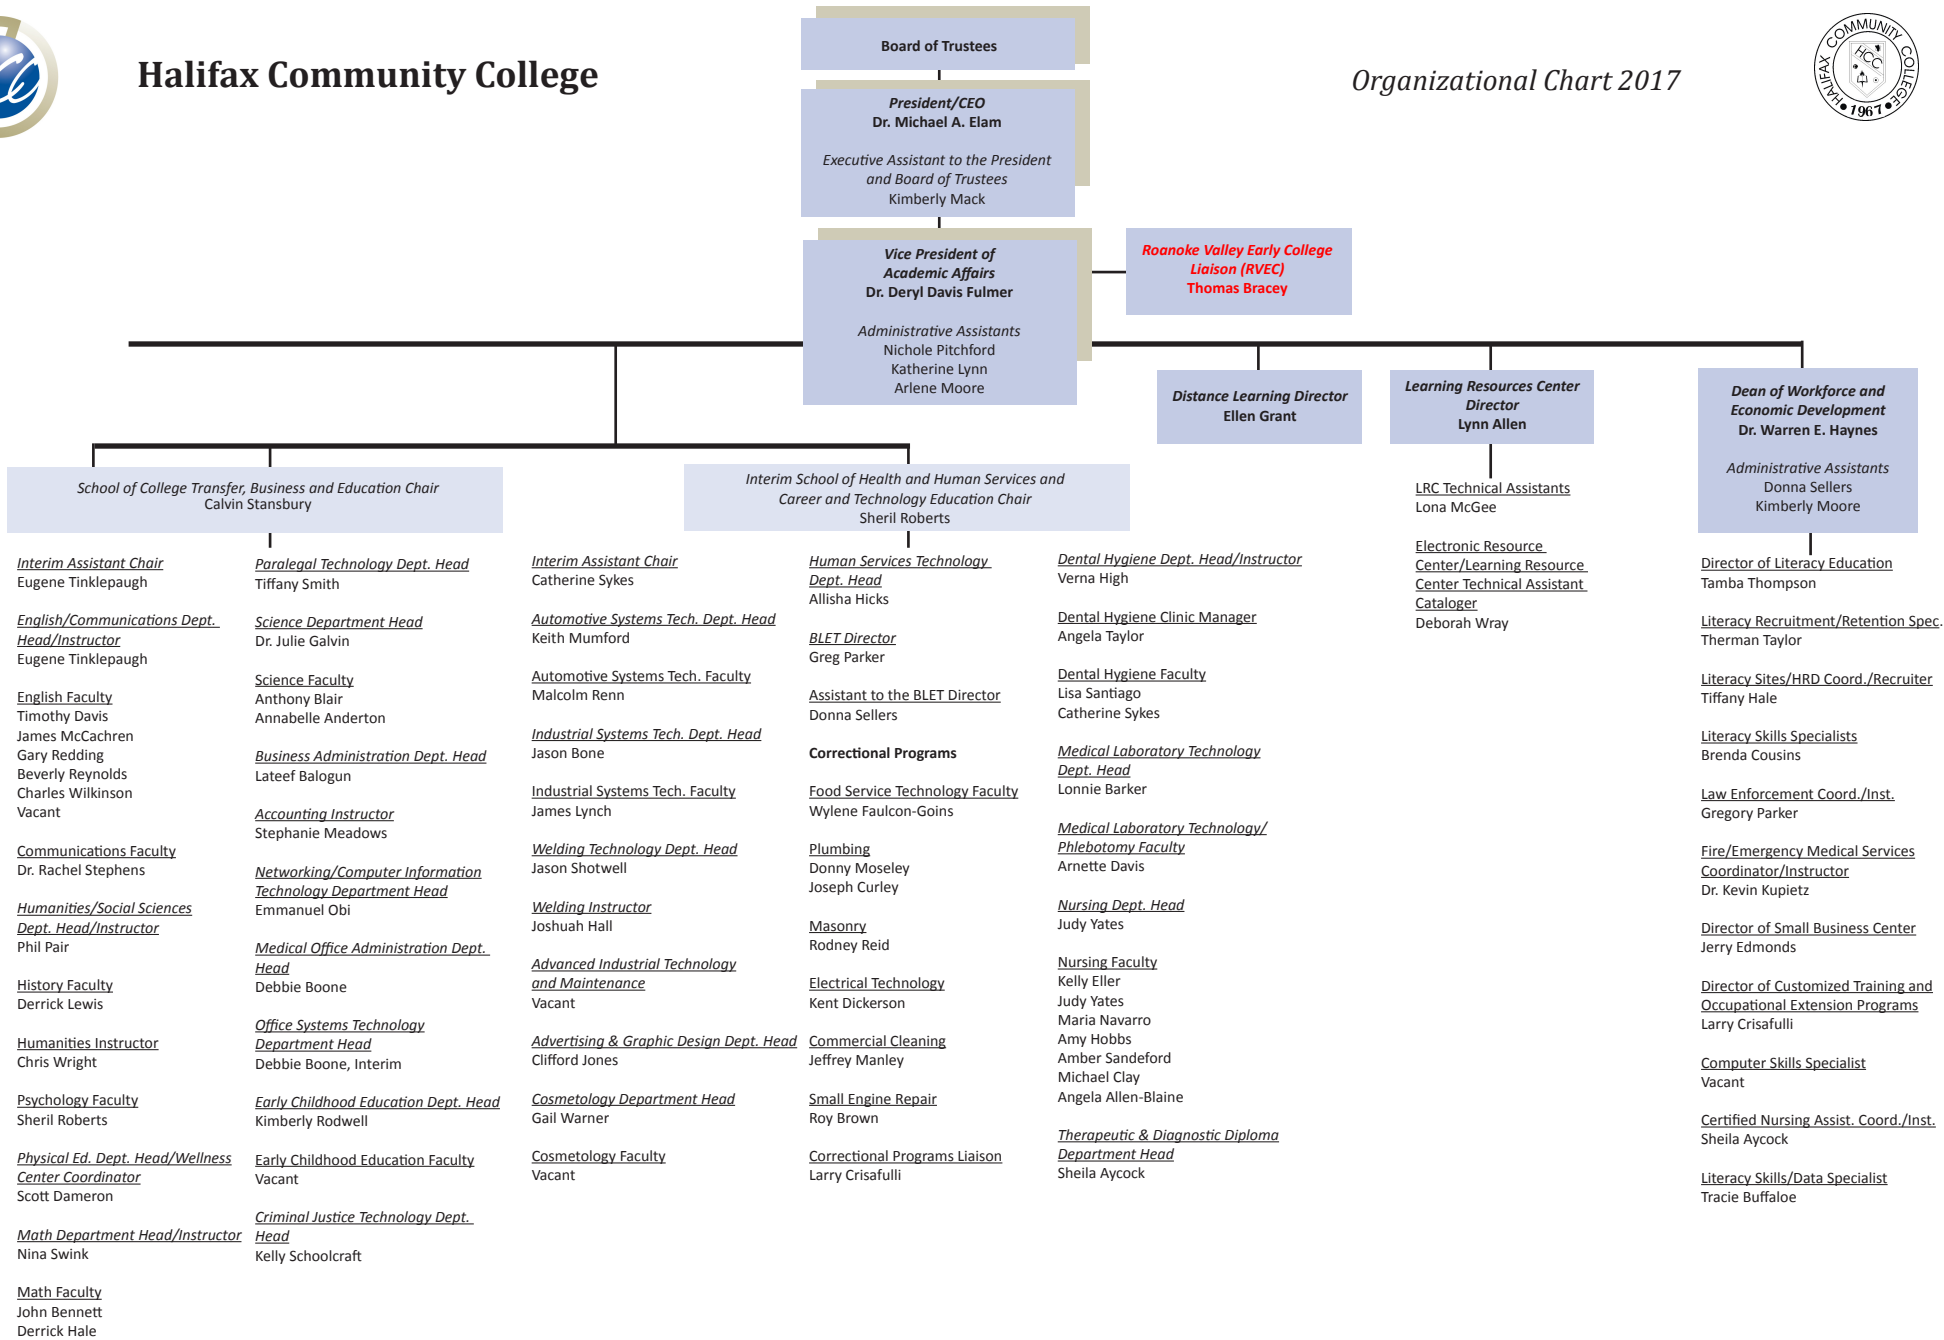 Halifax Community College
Organizational Chart 2017
HALIFAX COMMUNITY COLLEGE
HCC
1967
Board of Trustees
President/CEO
Dr. Michael A. Elam
Executive Assistant to the President
and Board of Trustees
Kimberly Mack
Vice President of
Academic Affairs
Dr. Deryl Davis Fulmer
Administrative Assistants
Nichole Pitchford
Katherine Lynn
Arlene Moore
Roanoke Valley Early College
Liaison (RVEC)
Thomas Bracey
Distance Learning Director
Ellen Grant
Learning Resources Center
Director
Lynn Allen
Dean of Workforce and
Economic Development
Dr. Warren E. Haynes
Administrative Assistants
Donna Sellers
Kimberly Moore
School of College Transfer, Business and Education Chair
Calvin Stansbury
Interim School of Health and Human Services and
Career and Technology Education Chair
Sheril Roberts
Interim Assistant Chair
Eugene Tinklepaugh
English/Communications Dept.
Head/Instructor
Eugene Tinklepaugh
English Faculty
Timothy Davis
James McCachren
Gary Redding
Beverly Reynolds
Charles Wilkinson
Vacant
Communications Faculty
Dr. Rachel Stephens
Humanities/Social Sciences
Dept. Head/Instructor
Phil Pair
History Faculty
Derrick Lewis
Humanities Instructor
Chris Wright
Psychology Faculty
Sheril Roberts
Physical Ed. Dept. Head/Wellness
Center Coordinator
Scott Dameron
Math Department Head/Instructor
Nina Swink
Math Faculty
John Bennett
Derrick Hale
Paralegal Technology Dept. Head
Tiffany Smith
Science Department Head
Dr. Julie Galvin
Science Faculty
Anthony Blair
Annabelle Anderton
Business Administration Dept. Head
Lateef Balogun
Accounting Instructor
Stephanie Meadows
Networking/Computer Information
Technology Department Head
Emmanuel Obi
Medical Office Administration Dept.
Head
Debbie Boone
Office Systems Technology
Department Head
Debbie Boone, Interim
Early Childhood Education Dept. Head
Kimberly Rodwell
Early Childhood Education Faculty
Vacant
Criminal Justice Technology Dept.
Head
Kelly Schoolcraft
Interim Assistant Chair
Catherine Sykes
Automotive Systems Tech. Dept. Head
Keith Mumford
Automotive Systems Tech. Faculty
Malcolm Renn
Industrial Systems Tech. Dept. Head
Jason Bone
Industrial Systems Tech. Faculty
James Lynch
Welding Technology Dept. Head
Jason Shotwell
Welding Instructor
Joshuah Hall
Advanced Industrial Technology
and Maintenance
Vacant
Advertising & Graphic Design Dept. Head
Clifford Jones
Cosmetology Department Head
Gail Warner
Cosmetology Faculty
Vacant
Human Services Technology
Dept. Head
Allisha Hicks
BLET Director
Greg Parker
Assistant to the BLET Director
Donna Sellers
Correctional Programs
Food Service Technology Faculty
Wylene Faulcon-Goins
Plumbing
Donny Moseley
Joseph Curley
Masonry
Rodney Reid
Electrical Technology
Kent Dickerson
Commercial Cleaning
Jeffrey Manley
Small Engine Repair
Roy Brown
Correctional Programs Liaison
Larry Crisafulli
Dental Hygiene Dept. Head/Instructor
Verna High
Dental Hygiene Clinic Manager
Angela Taylor
Dental Hygiene Faculty
Lisa Santiago
Catherine Sykes
Medical Laboratory Technology
Dept. Head
Lonnie Barker
Medical Laboratory Technology/
Phlebotomy Faculty
Arnette Davis
Nursing Dept. Head
Judy Yates
Nursing Faculty
Kelly Eller
Judy Yates
Maria Navarro
Amy Hobbs
Amber Sandeford
Michael Clay
Angela Allen-Blaine
Therapeutic & Diagnostic Diploma
Department Head
Sheila Aycock
LRC Technical Assistants
Lona McGee
Electronic Resource
Center/Learning Resource
Center Technical Assistant
Cataloger
Deborah Wray
Director of Literacy Education
Tamba Thompson
Literacy Recruitment/Retention Spec.
Therman Taylor
Literacy Sites/HRD Coord./Recruiter
Tiffany Hale
Literacy Skills Specialists
Brenda Cousins
Law Enforcement Coord./Inst.
Gregory Parker
Fire/Emergency Medical Services
Coordinator/Instructor
Dr. Kevin Kupietz
Director of Small Business Center
Jerry Edmonds
Director of Customized Training and
Occupational Extension Programs
Larry Crisafulli
Computer Skills Specialist
Vacant
Certified Nursing Assist. Coord./Inst.
Sheila Aycock
Literacy Skills/Data Specialist
Tracie Buffaloe